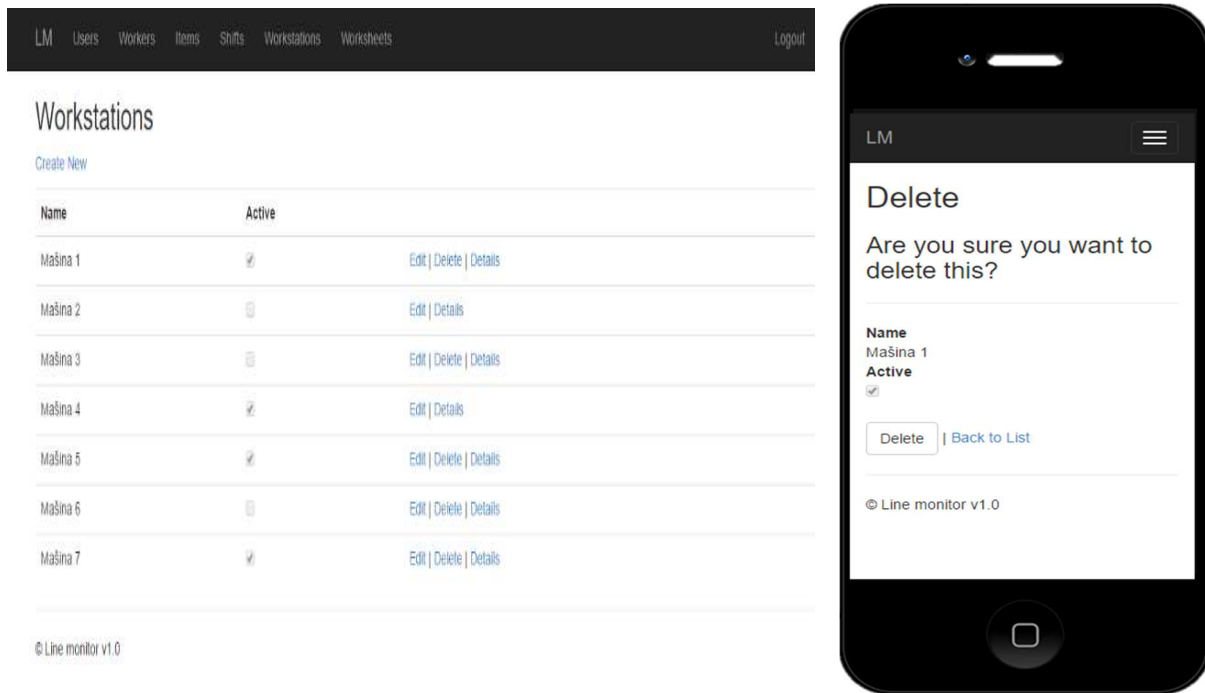 LM Users Workers Items Shifts Workstations Worksheets Logout
Workstations
Create New
Name Active
Mašina 1 Edit | Delete | Details
Mašina 2 Edit | Details
Mašina 3 Edit | Delete | Details
Mašina 4 Edit | Details
Mašina 5 Edit | Delete | Details
Mašina 6 Edit | Delete | Details
Mašina 7 Edit | Delete | Details
© Line monitor v1.0
LM
Delete
Are you sure you want to
delete this?
Name
Mašina 1
Active
Delete | Back to List
© Line monitor v1.0